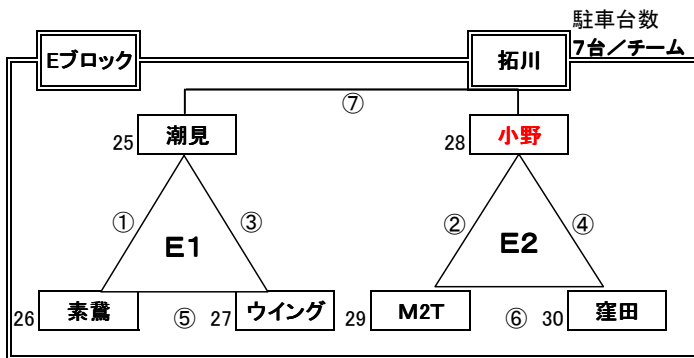 駐車台数
7台／チーム
Eブロック
拓川
⑦
25 潮見
28 小野
① ③
② ④
E1
E2
26 素鵞
⑤
27 ウイング
29 M2T
⑥
30 窪田